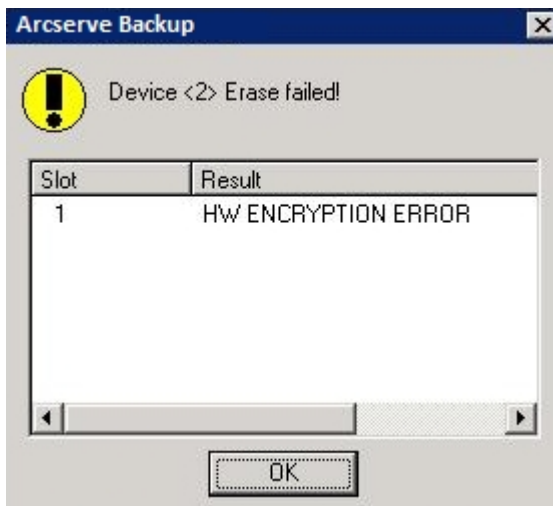 Arcserve Backup
Device <2> Erase failed!
Slot Result
1 HW ENCRYPTION ERROR
OK